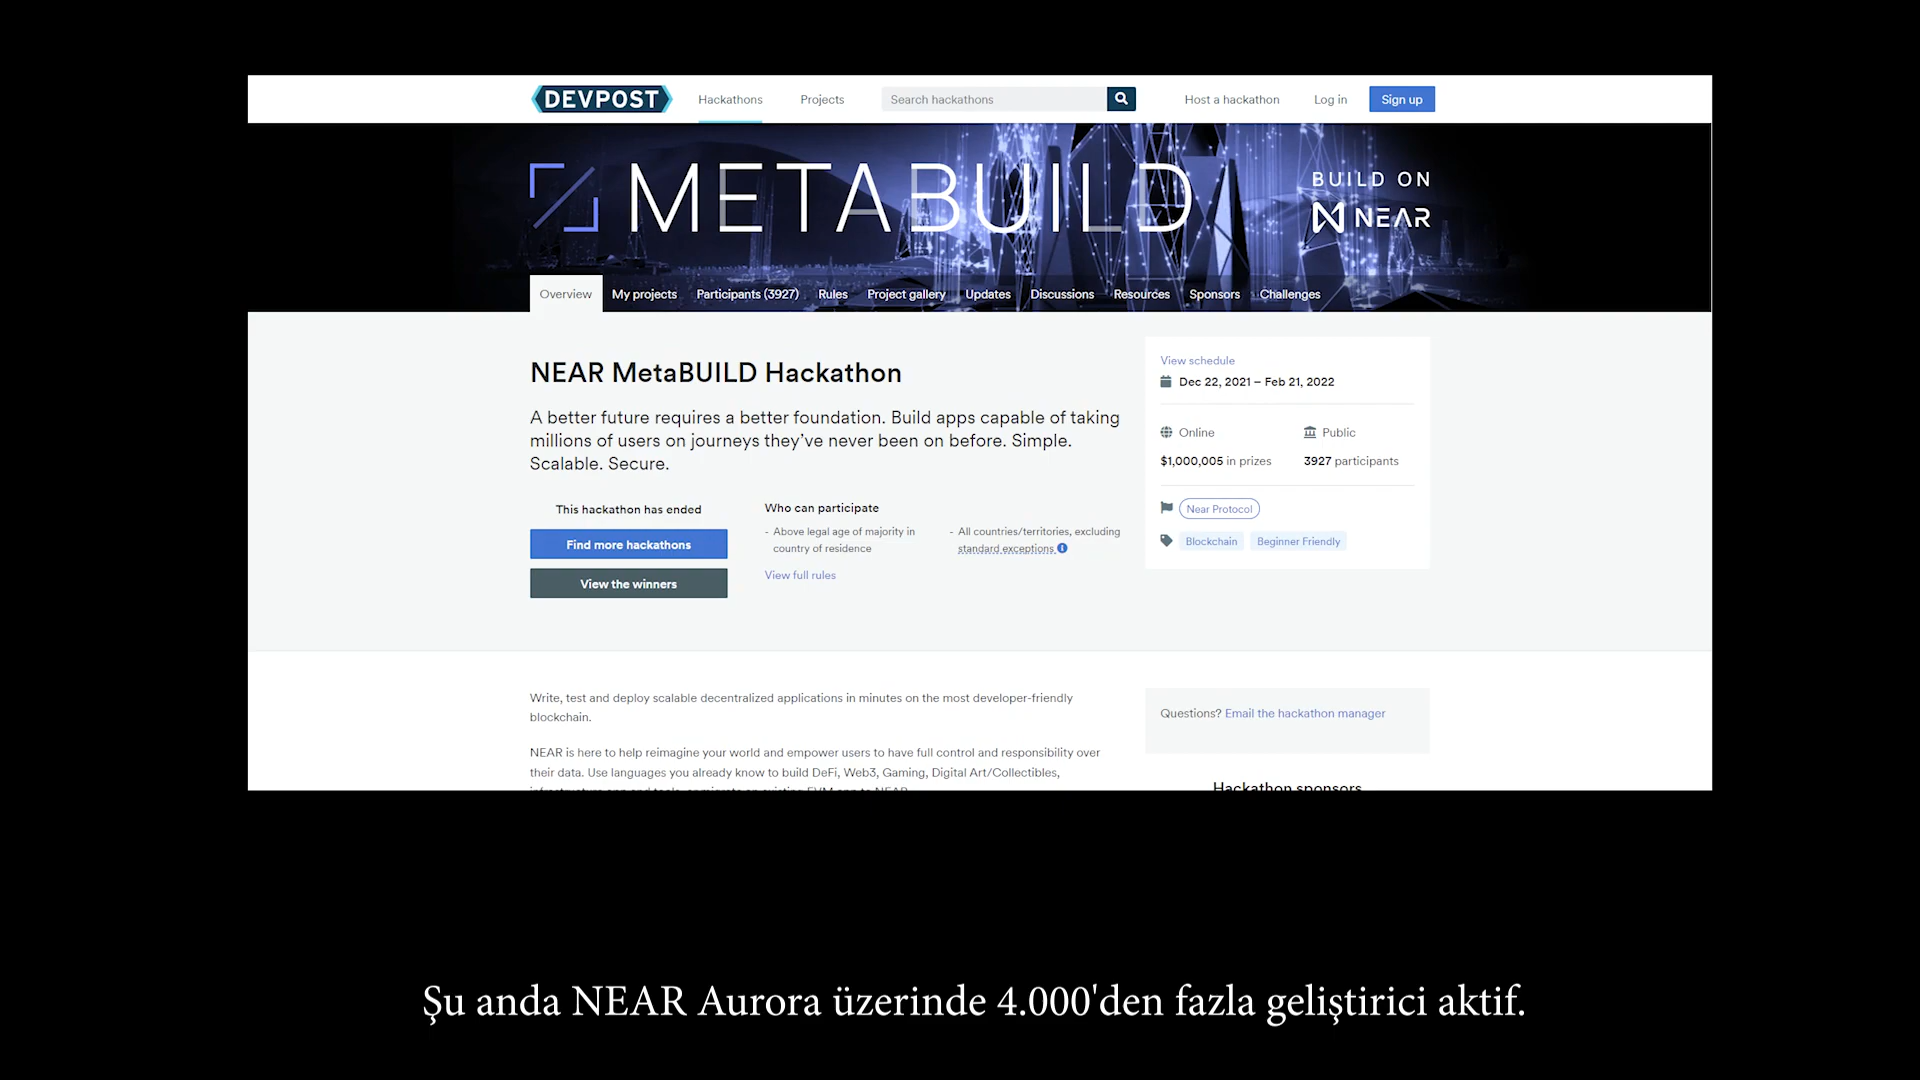 DEVPOST
Hackathons
Projects
Search hackathons
Host a hackathon
Log in
Sign up
METABUILD
BUILD ON
NEAR
Overview
My projects
Participants (3927)
Rules
Project gallery
Updates
Discussions
Resources
Sponsors
Challenges
NEAR MetaBUILD Hackathon
A better future requires a better foundation. Build apps capable of taking
millions of users on journeys they've never been on before. Simple.
Scalable. Secure.
This hackathon has ended
Find more hackathons
View the winners
Who can participate
- Above legal age of majority in
country of residence
- All countries/territories, excluding
standard exceptions
View full rules
View schedule
Dec 22, 2021 – Feb 21, 2022
Online
Public
$1,000,005 in prizes
3927 participants
Near Protocol
Blockchain
Beginner Friendly
Write, test and deploy scalable decentralized applications in minutes on the most developer-friendly
blockchain.
NEAR is here to help reimagine your world and empower users to have full control and responsibility over
their data. Use languages you already know to build DeFi, Web3, Gaming, Digital Art/Collectibles,
Questions? Email the hackathon manager
Hackathon sponsors
Şu anda NEAR Aurora üzerinde 4.000'den fazla geliştirici aktif.